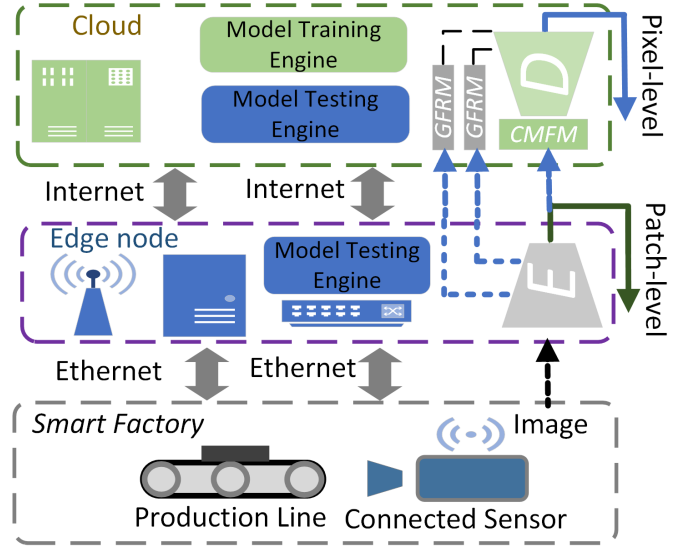 Cloud
Model Training
Engine
Model Testing
Engine
GFRM
GFRM
D
CMFM
Pixel-level
Internet
Internet
Edge node
Model Testing
Engine
E
Patch-level
Ethernet
Ethernet
Smart Factory
Image
Production Line
Connected Sensor